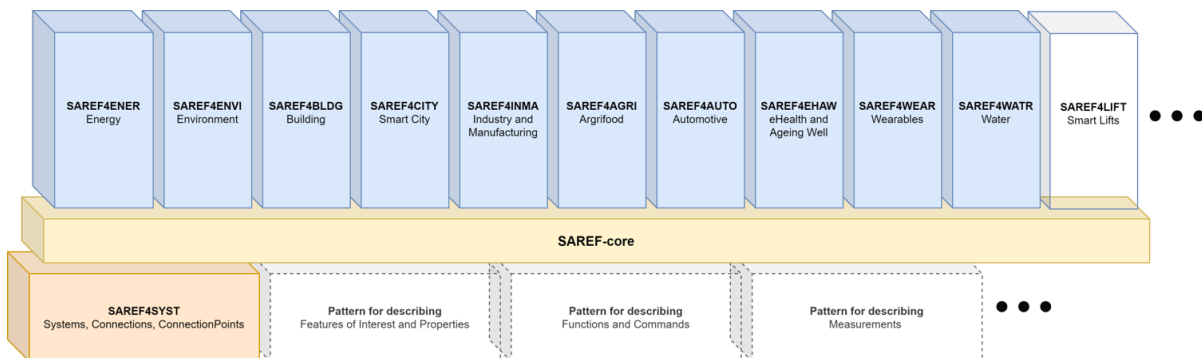 SAREF4ENER
Energy
SAREF4ENVI
Environment
SAREF4BLDG
Building
SAREF4CITY
Smart City
SAREF4INMA
Industry and
Manufacturing
SAREF4AGRI
Argrifood
SAREF4AUTO
Automotive
SAREF4EHAW
eHealth and
Ageing Well
SAREF4WEAR
Wearables
SAREF4WATR
Water
SAREF4LIFT
Smart Lifts
SAREF-core
SAREF4SYST
Systems, Connections, ConnectionPoints
Pattern for describing
Features of Interest and Properties
Pattern for describing
Functions and Commands
Pattern for describing
Measurements